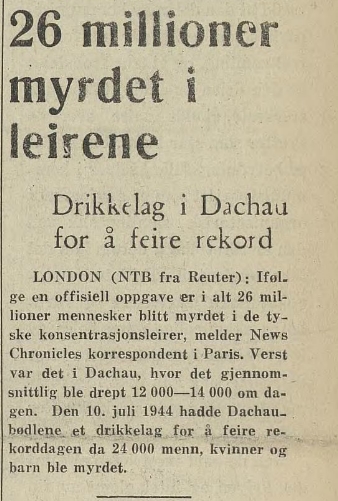 26 millioner
myrdet i
leirene
Drikkelag i Dachau
for å feire rekord
LONDON (NTB fra Reuter): Iføl-
ge en offisiell oppgave er i alt 26 mil-
lioner mennesker blitt myrdet i de ty-
ske konsentrasjonsleirer, melder News
Chronicles korrespondent i Paris. Verst
var det i Dachau, hvor det gjennom-
snittlig ble drept 12 000—14 000 om da-
gen. Den 10. juli 1944 hadde Dachau-
bødlene et drikkelag for å feire re-
korddagen da 24 000 menn, kvinner og
barn ble myrdet.